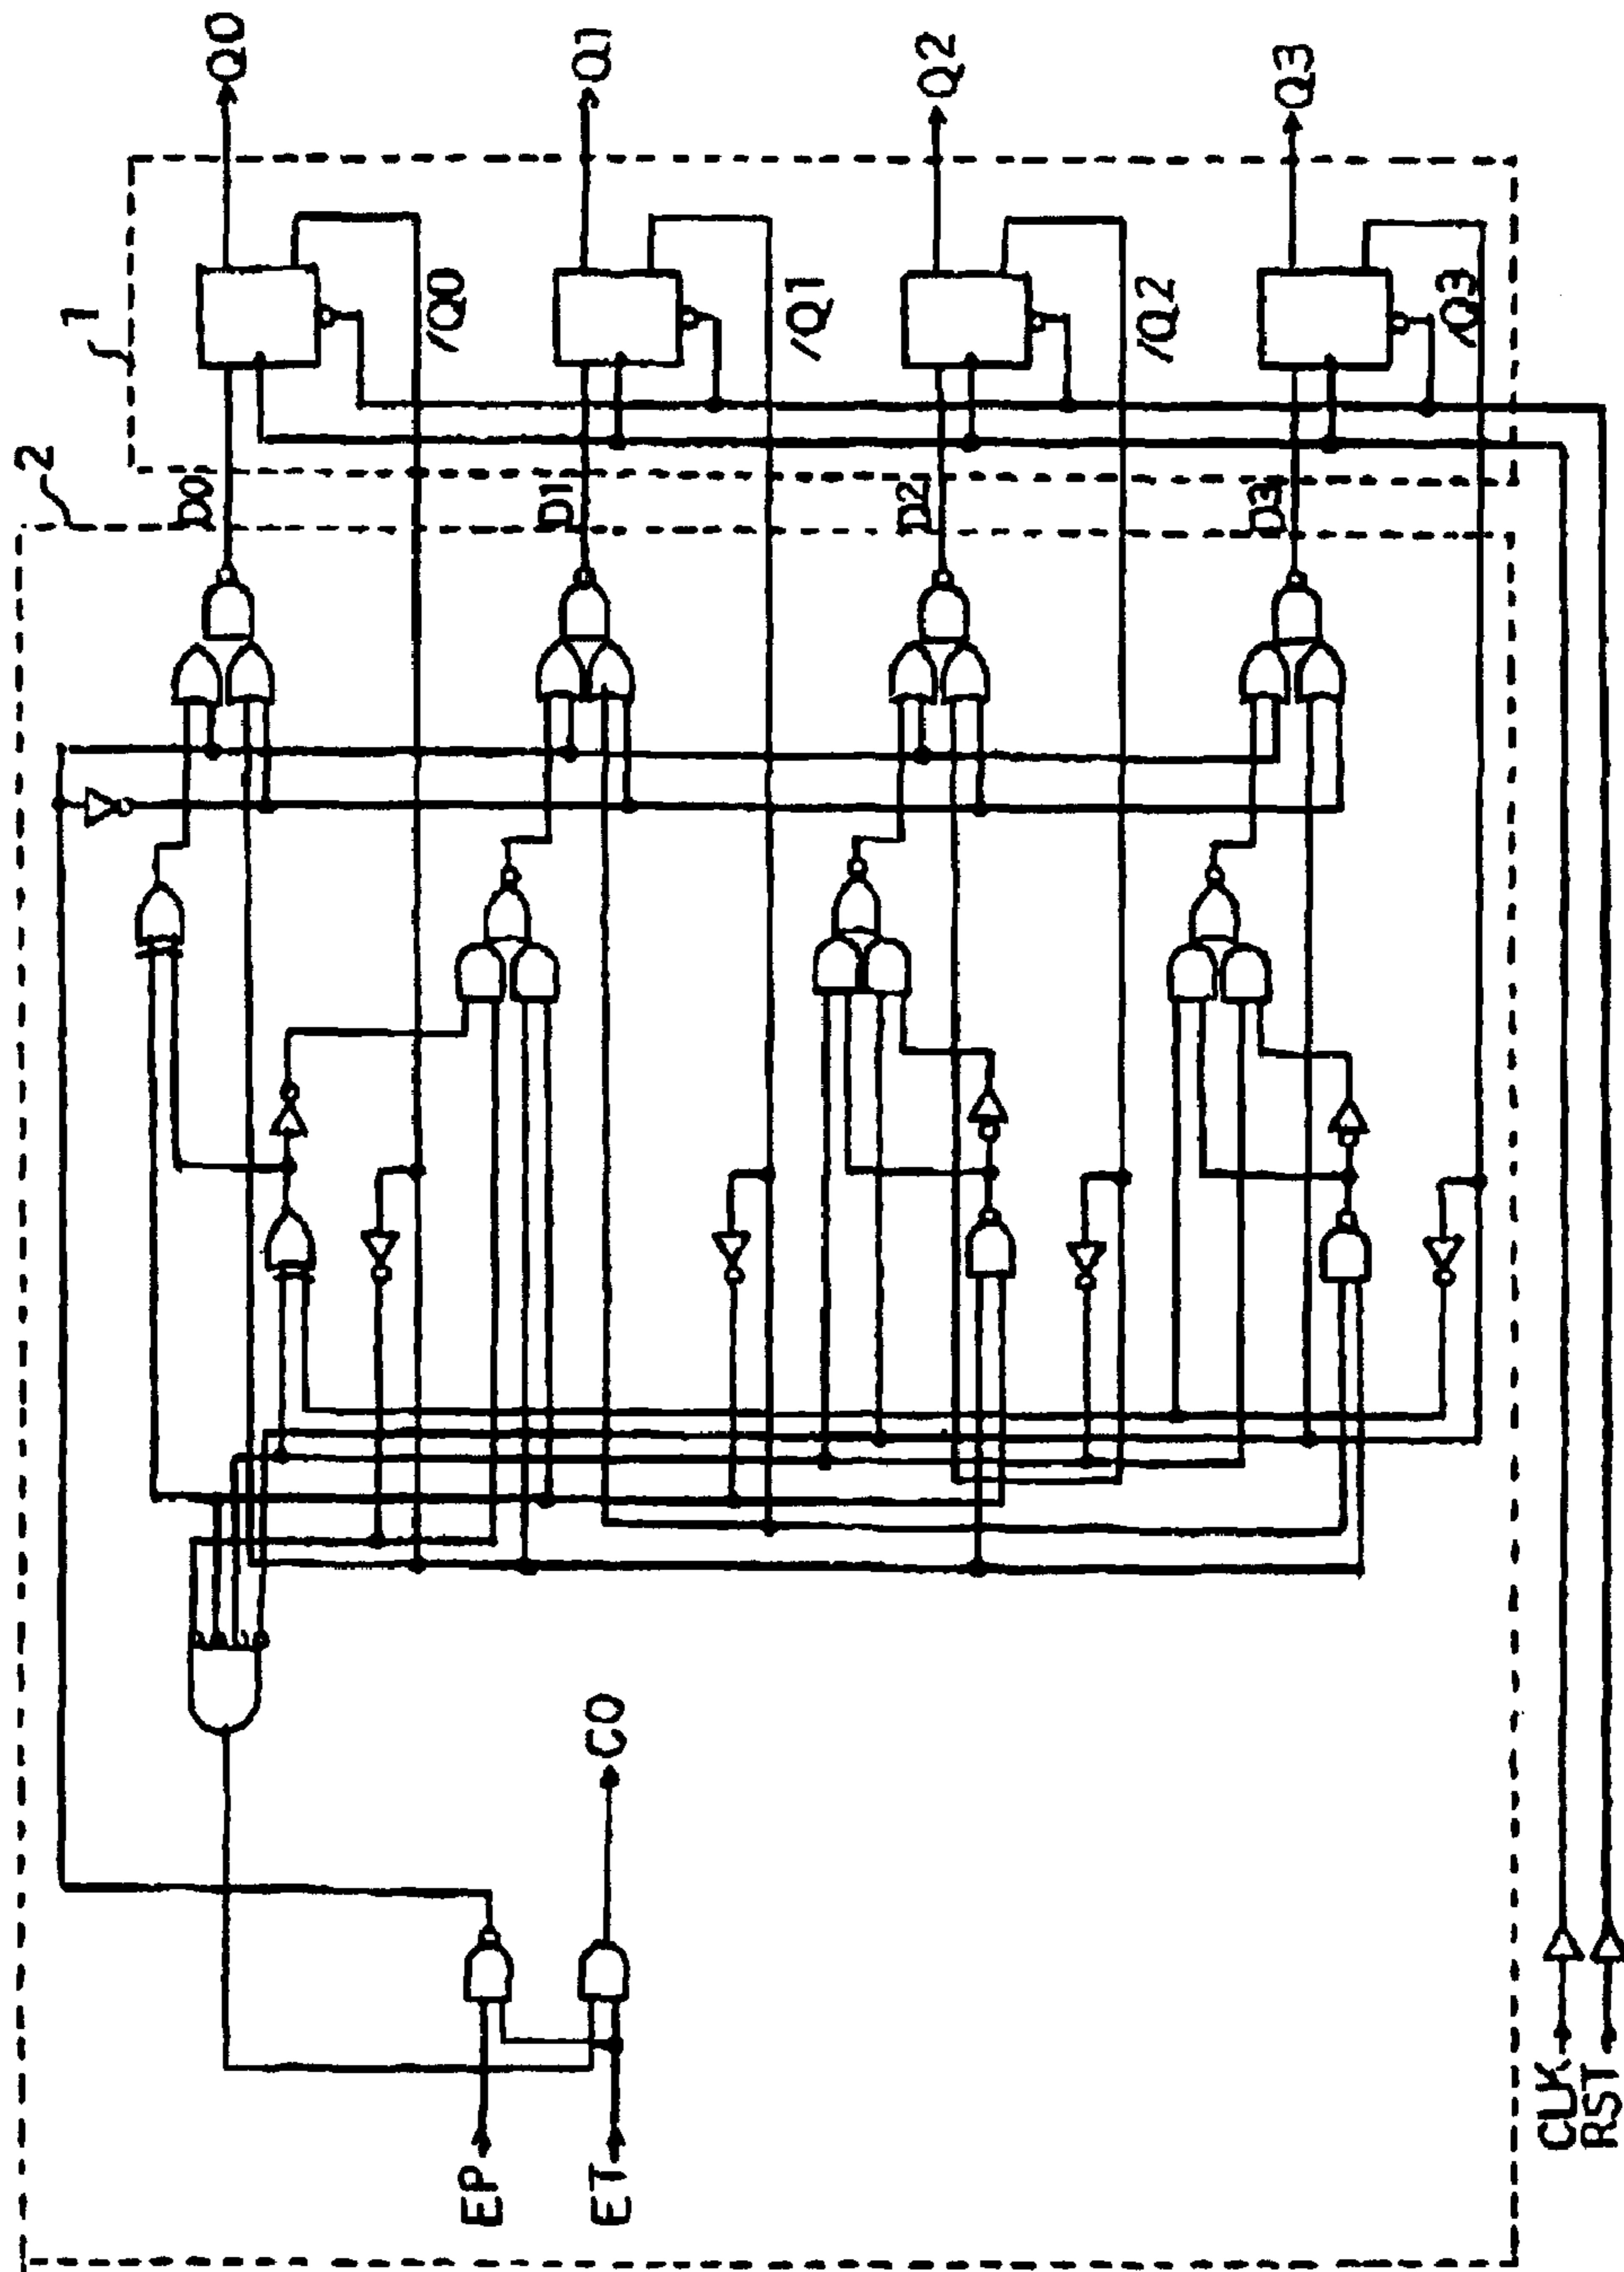 1
2
Q0
Q1
Q2
Q3
/Q0
/Q1
/Q2
/Q3
D0
D1
D2
D3
CO
EP
ET
CLK
RST